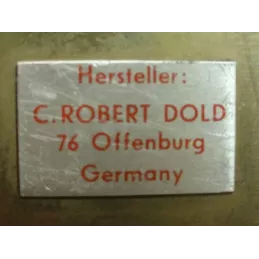 Hersteller:
C. ROBERT DOLD
76 Offenburg
Germany